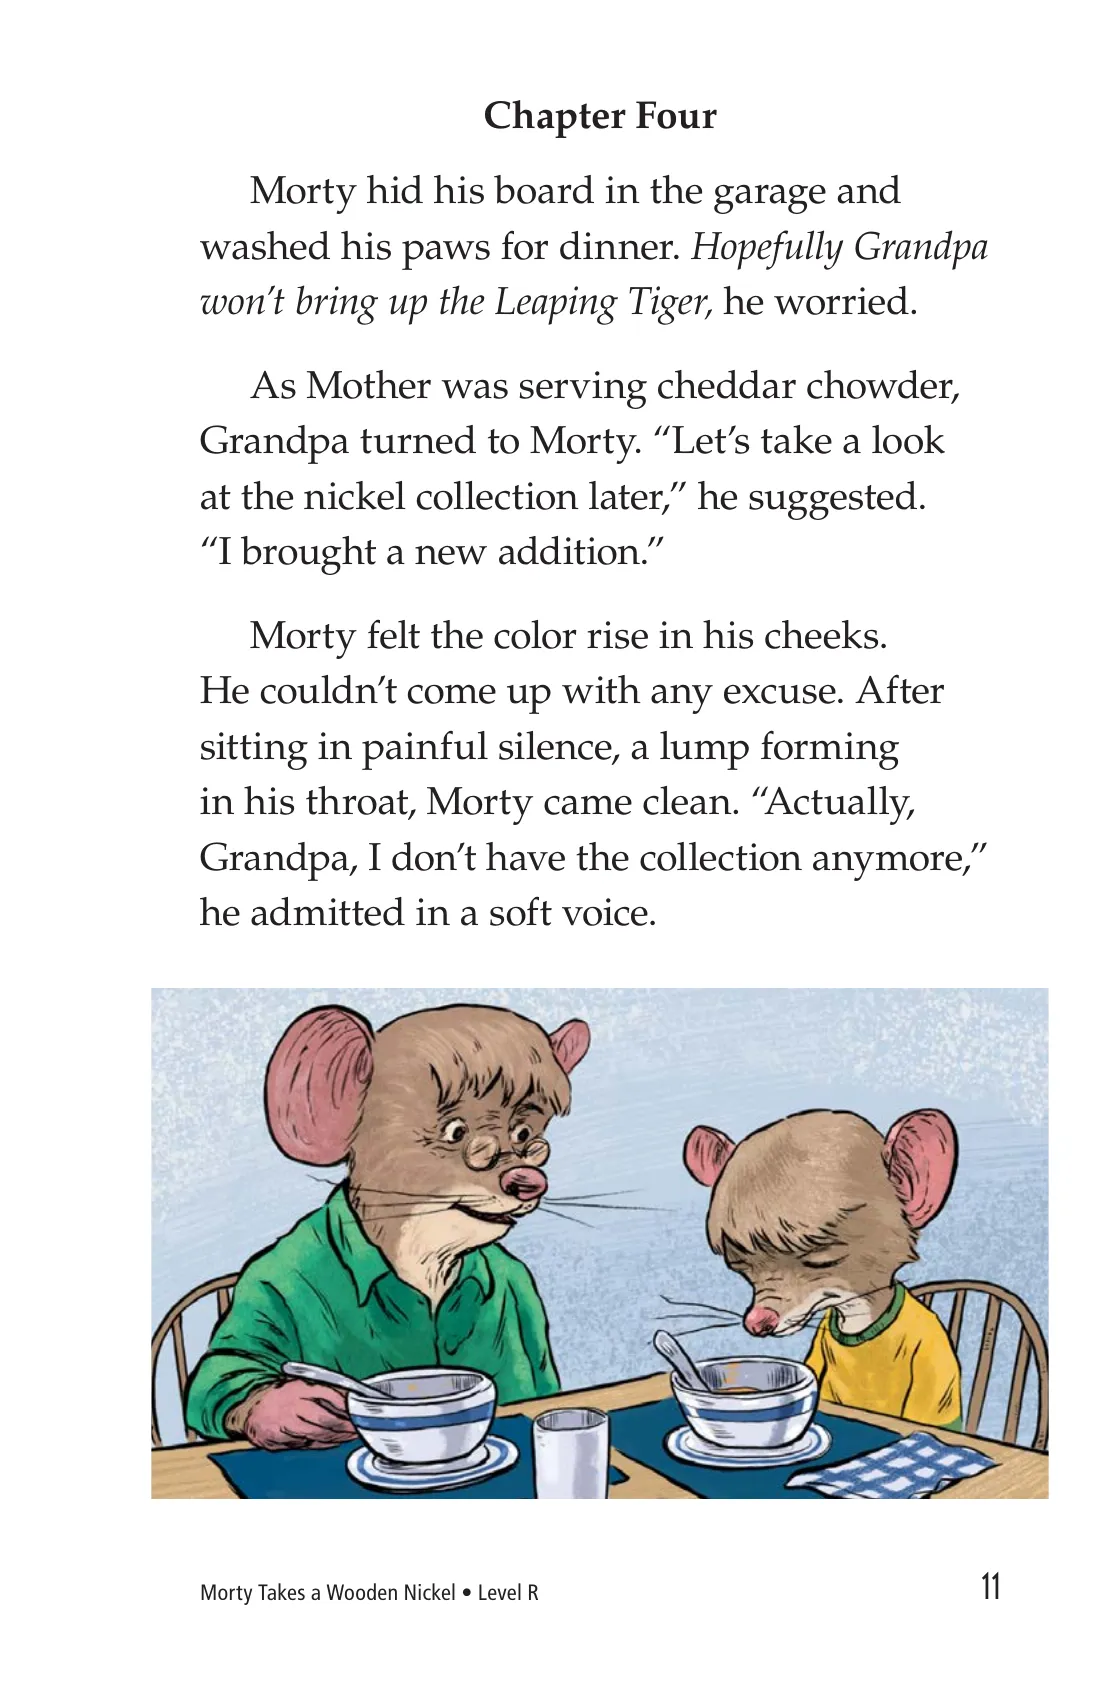 Chapter Four
Morty hid his board in the garage and
washed his paws for dinner. Hopefully Grandpa
won’t bring up the Leaping Tiger, he worried.
As Mother was serving cheddar chowder,
Grandpa turned to Morty. “Let’s take a look
at the nickel collection later,” he suggested.
“I brought a new addition.”
Morty felt the color rise in his cheeks.
He couldn’t come up with any excuse. After
sitting in painful silence, a lump forming
in his throat, Morty came clean. “Actually,
Grandpa, I don’t have the collection anymore,”
he admitted in a soft voice.
Morty Takes a Wooden Nickel • Level R
11